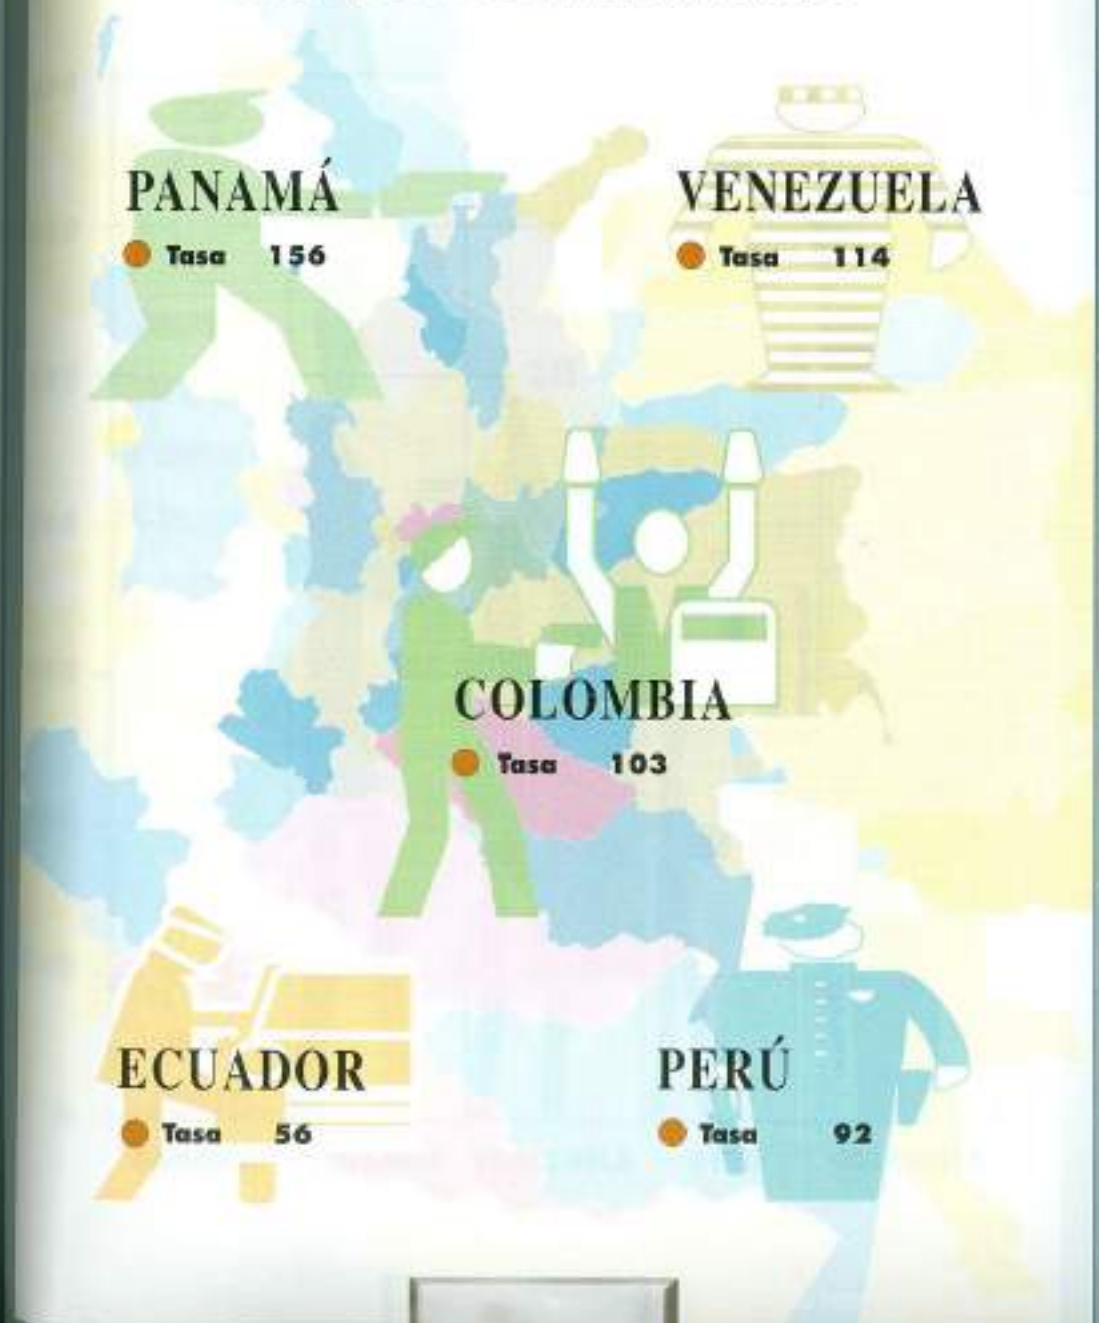 PANAMÁ
Tasa 156
VENEZUELA
Tasa 114
COLOMBIA
Tasa 103
ECUADOR
Tasa 56
PERÚ
Tasa 92